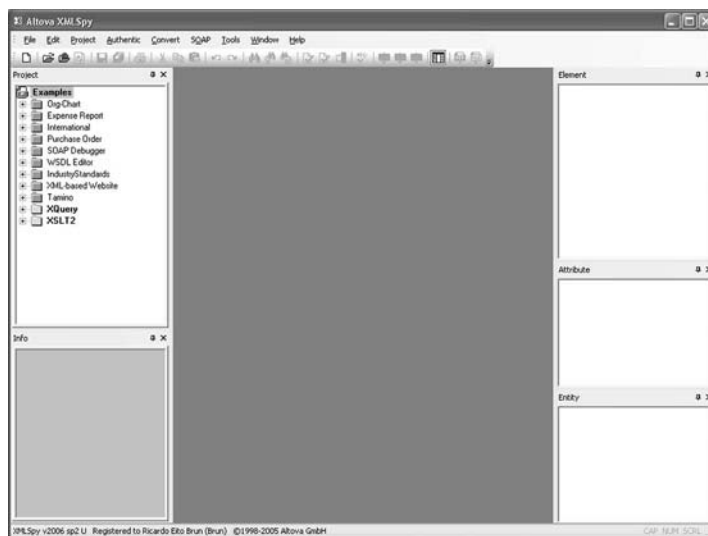 Altova XMLSpy
File Edit Project Authentic Convert SOAP Tools Window Help
Project
Examples
Org-Chart
Expense Report
International
Purchase Order
SOAP Debugger
WSDL Editor
IndustryStandards
XML-based Website
Tamino
XQuery
XSLT2
Info
Element
Attribute
Entity
XMLSpy v2006 sp2 U Registered to Ricardo Eito Brun (Brun) ©1998-2005 Altova GmbH
CAP NUM SCRL